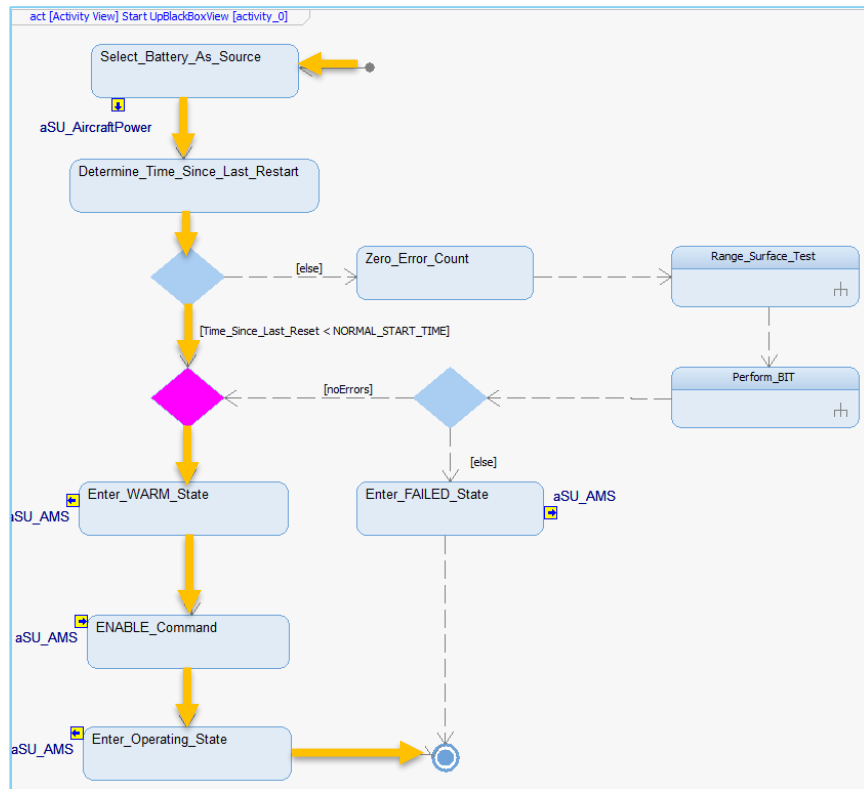 act [Activity View] Start UpBlackBoxView [activity_0]
Select_Battery_As_Source
aSU_AircraftPower
Determine_Time_Since_Last_Restart
[else]
Zero_Error_Count
Range_Surface_Test
[Time_Since_Last_Reset < NORMAL_START_TIME]
Perform_BIT
[noErrors]
[else]
Enter_WARM_State
aSU_AMS
Enter_FAILED_State
aSU_AMS
ENABLE_Command
aSU_AMS
Enter_Operating_State
aSU_AMS